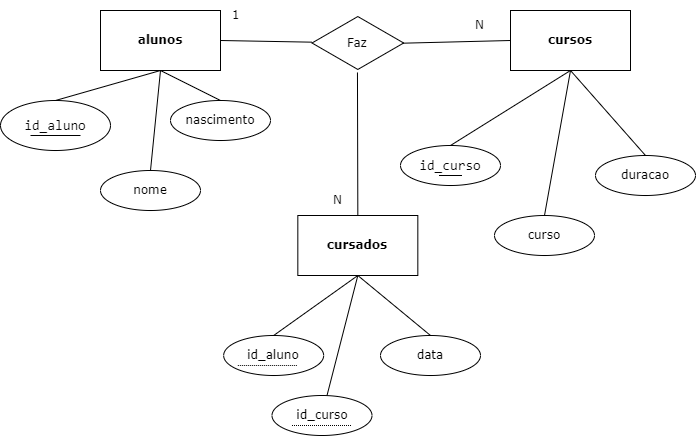 1
alunos
Faz
N
cursos
id_aluno
nascimento
nome
id_curso
duracao
curso
N
cursados
id_aluno
data
id_curso